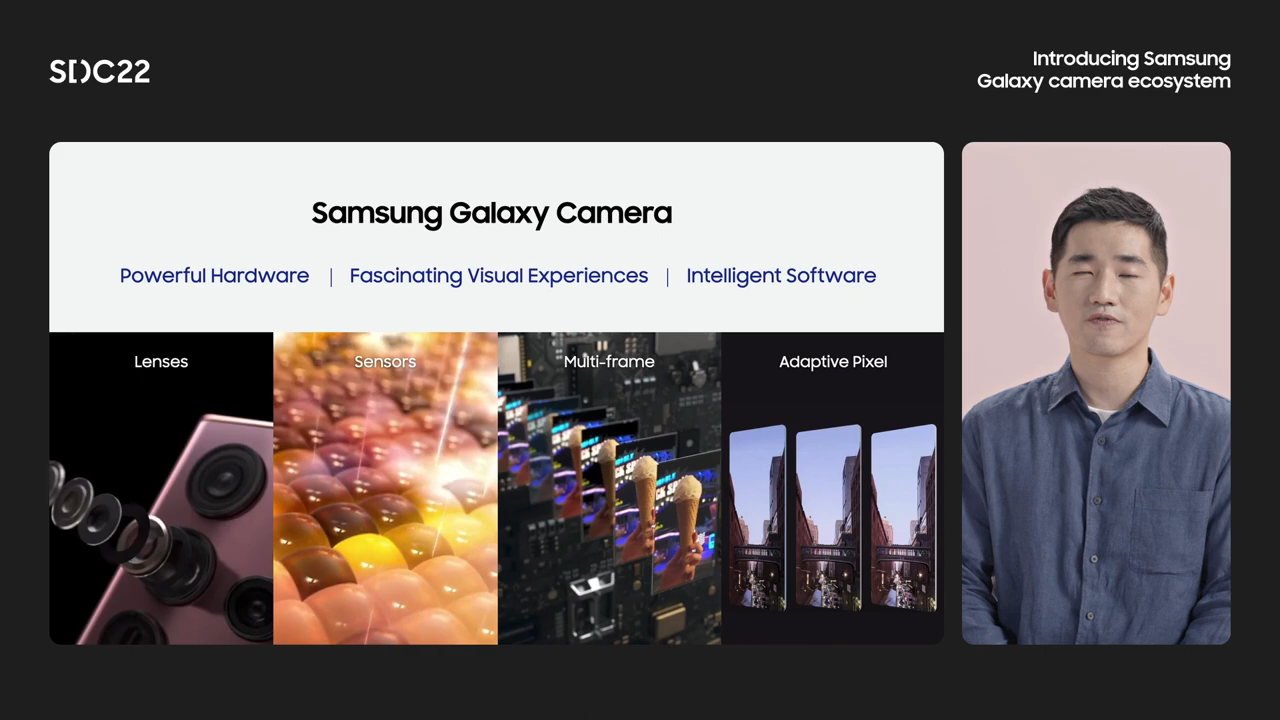 SDC22
Introducing Samsung
Galaxy camera ecosystem
Samsung Galaxy Camera
Powerful Hardware | Fascinating Visual Experiences | Intelligent Software
Lenses
Sensors
Multi-frame
Adaptive Pixel